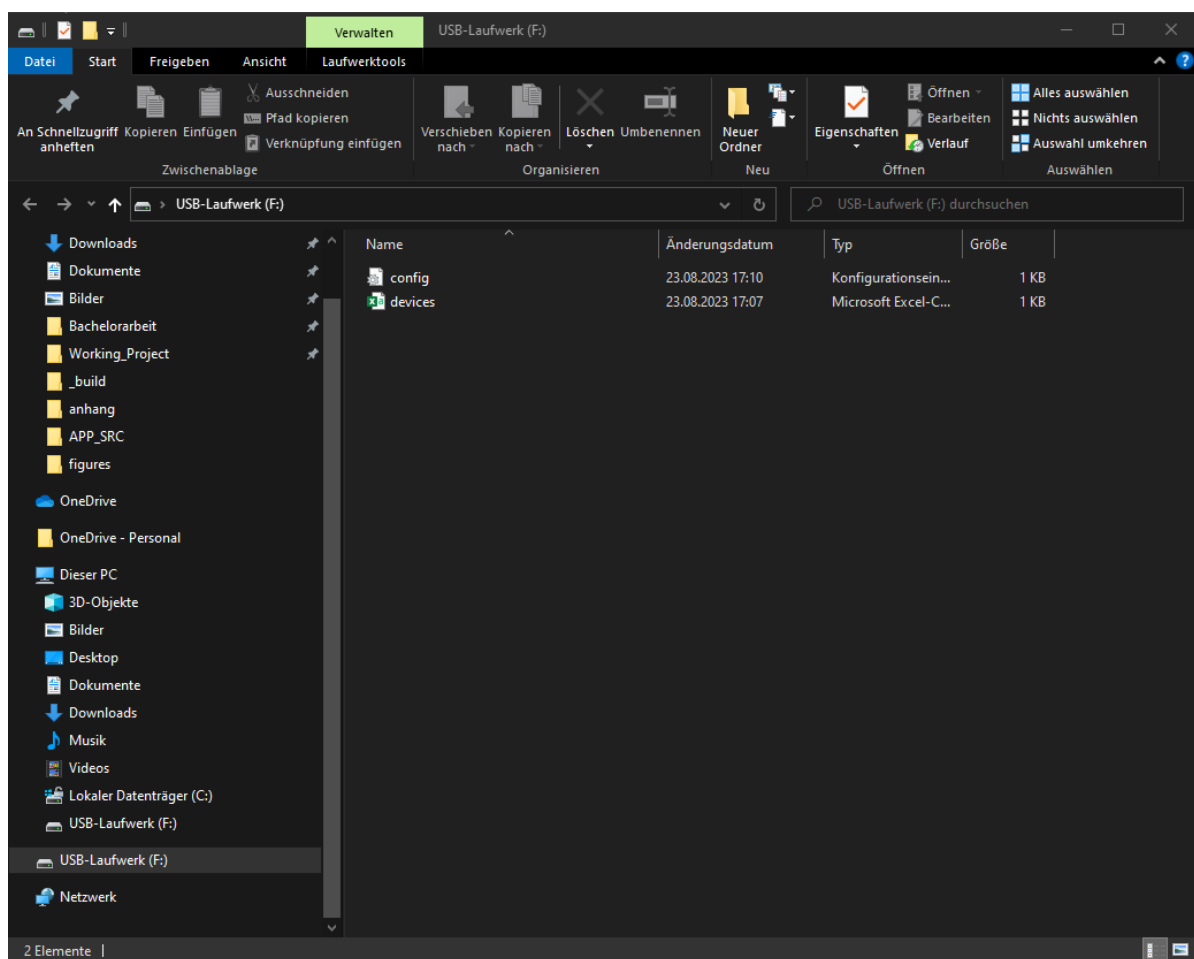 Verwalten USB-Laufwerk (F:)
Datei Start Freigeben Ansicht Laufwerktools ?
An Schnellzugriff
anheften
Kopieren
Einfügen
Ausschneiden
Pfad kopieren
Verknüpfung einfügen
Zwischenablage
Verschieben
nach
Kopieren
nach
Löschen
Umbenennen
Organisieren
Neuer
Ordner
Neu
Eigenschaften
Öffnen
Bearbeiten
Verlauf
Öffnen
Alles auswählen
Nichts auswählen
Auswahl umkehren
Auswählen
USB-Laufwerk (F:)
USB-Laufwerk (F:) durchsuchen
Downloads
Dokumente
Bilder
Bachelorarbeit
Working_Project
_build
anhang
APP_SRC
figures
OneDrive
OneDrive - Personal
Dieser PC
3D-Objekte
Bilder
Desktop
Dokumente
Downloads
Musik
Videos
Lokaler Datenträger (C:)
USB-Laufwerk (F:)
USB-Laufwerk (F:)
Netzwerk
Name Änderungsdatum Typ Größe
config 23.08.2023 17:10 Konfigurationsein... 1 KB
devices 23.08.2023 17:07 Microsoft Excel-C... 1 KB
2 Elemente